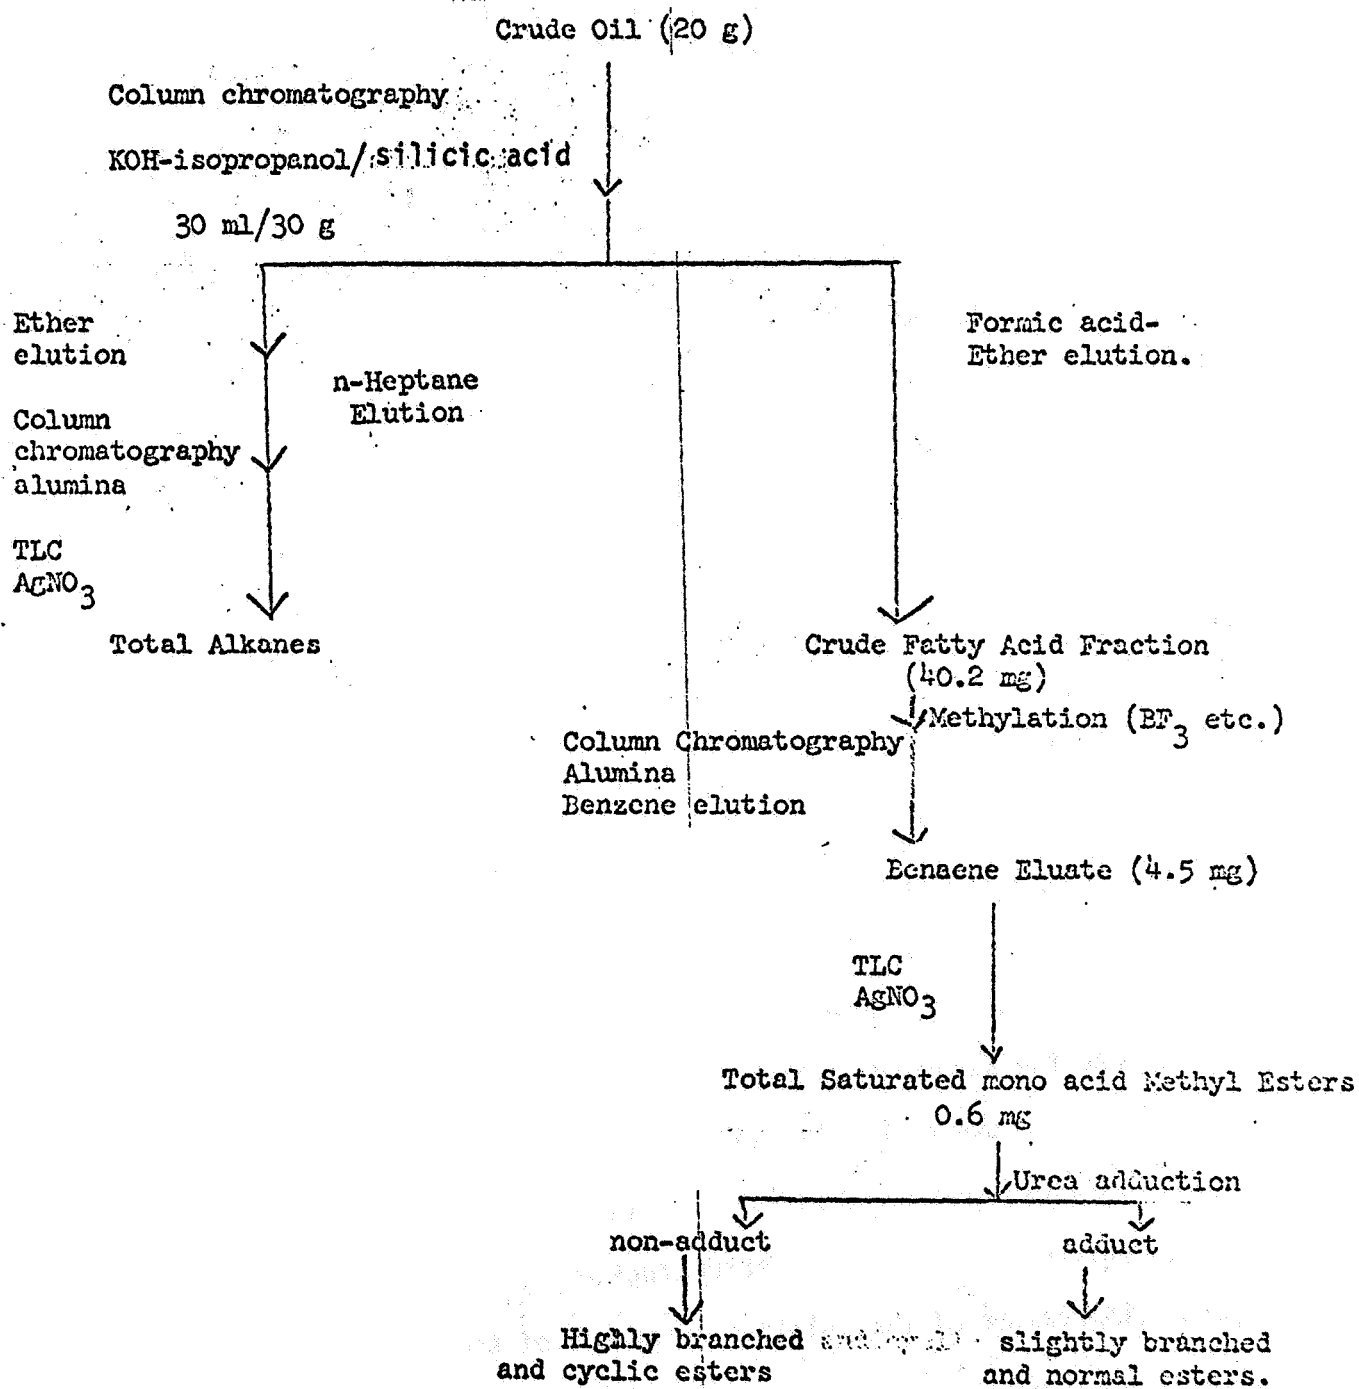 Crude Oil (20 g)
Column chromatography
KOH-isopropanol/silicic acid
30 ml/30 g
Ether
elution
n-Heptane
Elution
Column
chromatography
alumina
TLC
AgNO3
Total Alkanes
Formic acid-
Ether elution.
Crude Fatty Acid Fraction
(40.2 mg)
Methylation (BF3 etc.)
Column Chromatography
Alumina
Benzene elution
Benaene Eluate (4.5 mg)
TLC
AgNO3
Total Saturated mono acid Methyl Esters
0.6 mg
Urea adduction
non-adduct
adduct
Highly branched
and cyclic esters
slightly branched
and normal esters.